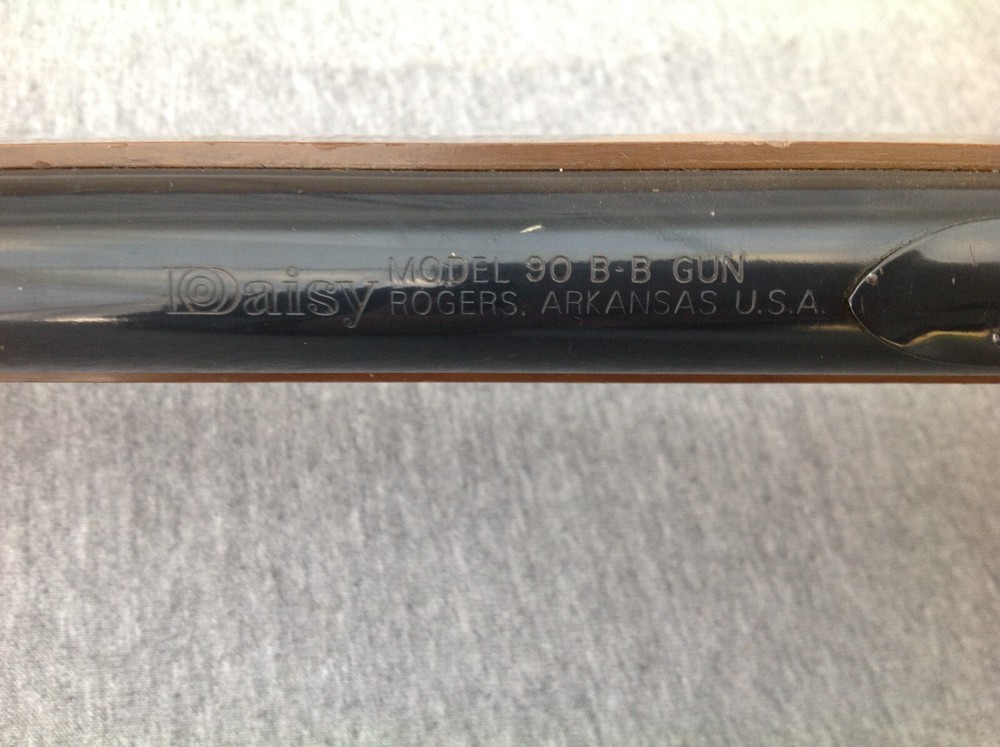 Daisy
MODEL 90 B-B GUN
ROGERS, ARKANSAS U.S.A.